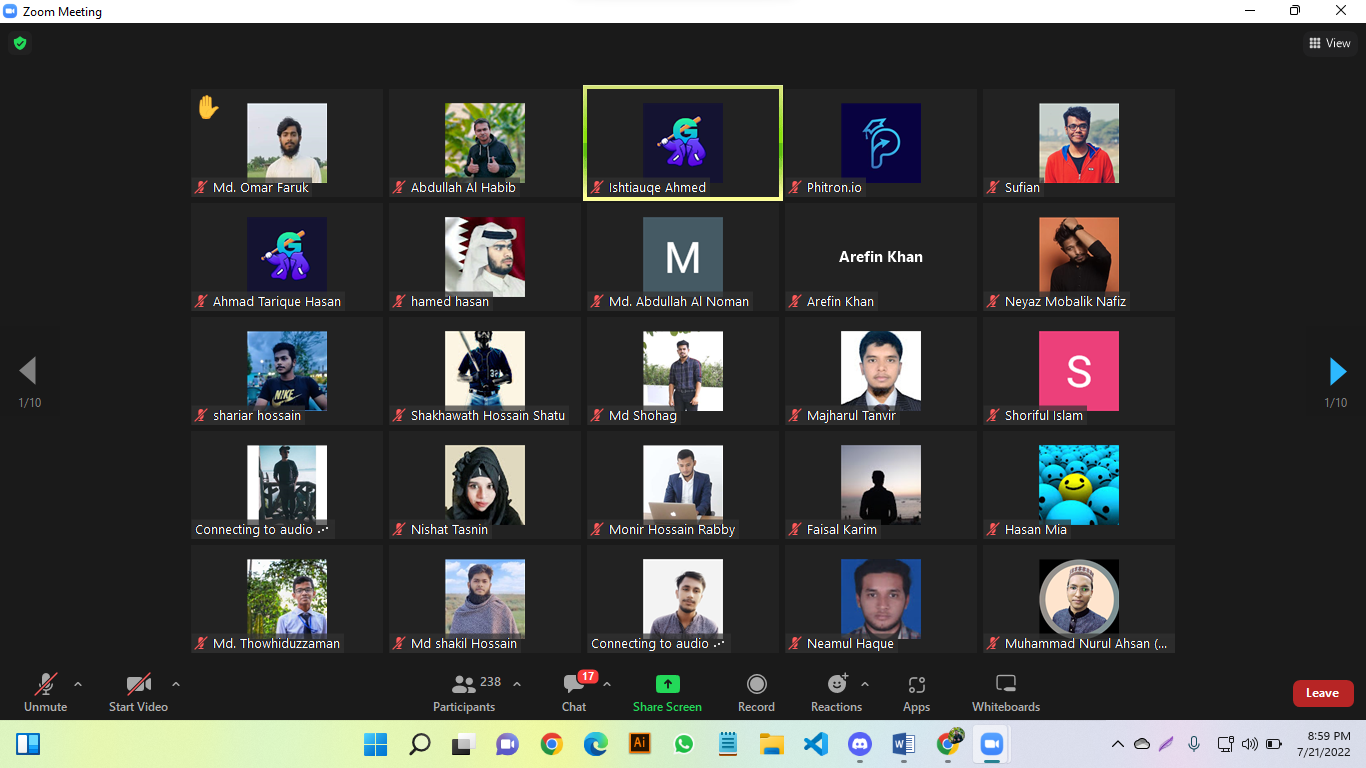 Zoom Meeting
View
Md. Omar Faruk
Abdullah Al Habib
Ishtiauqe Ahmed
Phitron.io
Sufian
Ahmad Tarique Hasan
hamed hasan
M
Md. Abdullah Al Noman
Arefin Khan
Arefin Khan
Neyaz Mobalik Nafiz
1/10
1/10
NIKE
shariar hossain
32
Shakhawath Hossain Shatu
Md Shohag
Majharul Tanvir
S
Shoriful Islam
Connecting to audio
Nishat Tasnin
Monir Hossain Rabby
Faisal Karim
Hasan Mia
Md. Thowhiduzzaman
Md shakil Hossain
Connecting to audio
Neamul Haque
Muhammad Nurul Ahsan (...
Unmute
Start Video
238
Participants
17
Chat
Share Screen
Record
Reactions
Apps
Whiteboards
Leave
Ai
W
8:59 PM
7/21/2022